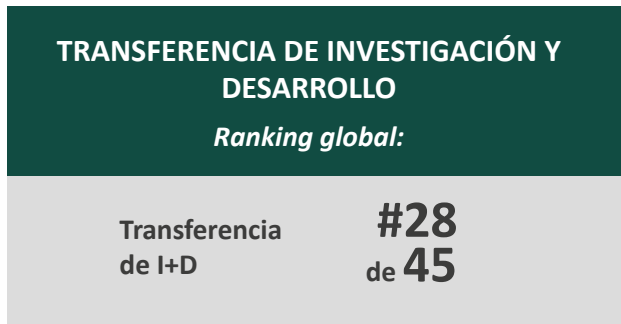 TRANSFERENCIA DE INVESTIGACIÓN Y
DESARROLLO
Ranking global:
Transferencia
de I+D
#28
de 45